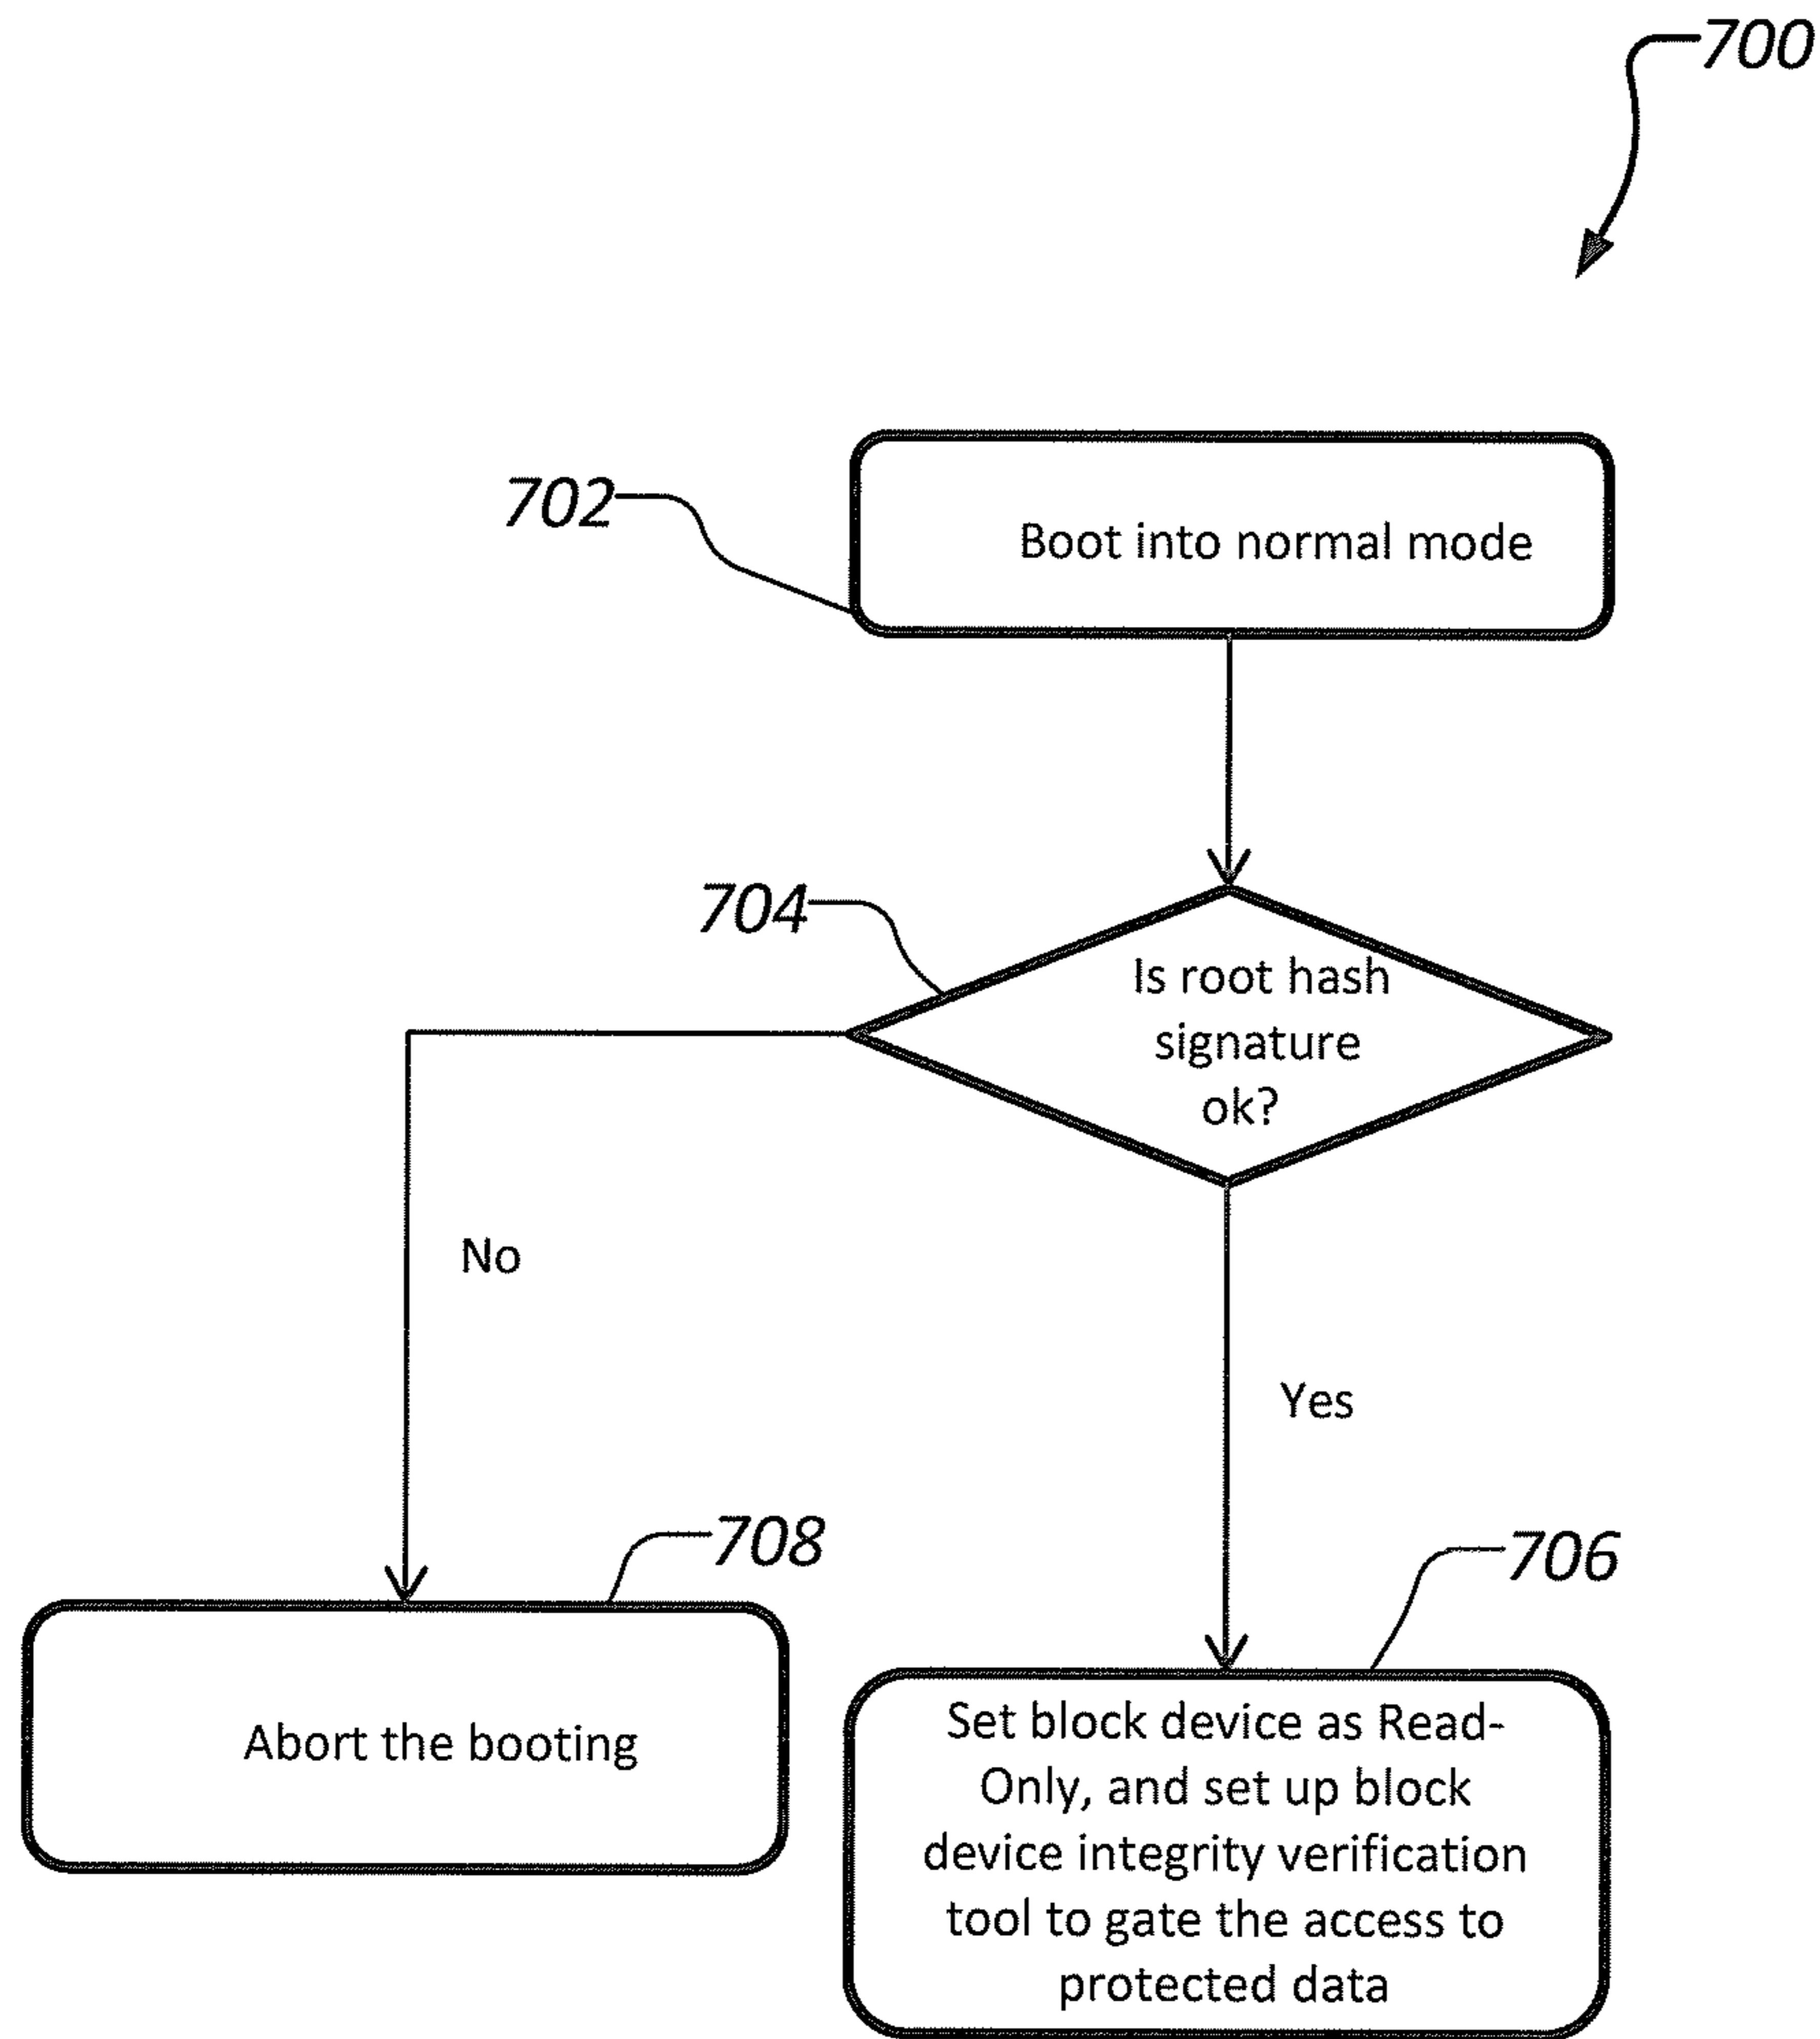 700
702
Boot into normal mode
704
Is root hash
signature
ok?
No
Yes
708
706
Abort the booting
Set block device as Read-
Only, and set up block
device integrity verification
tool to gate the access to
protected data